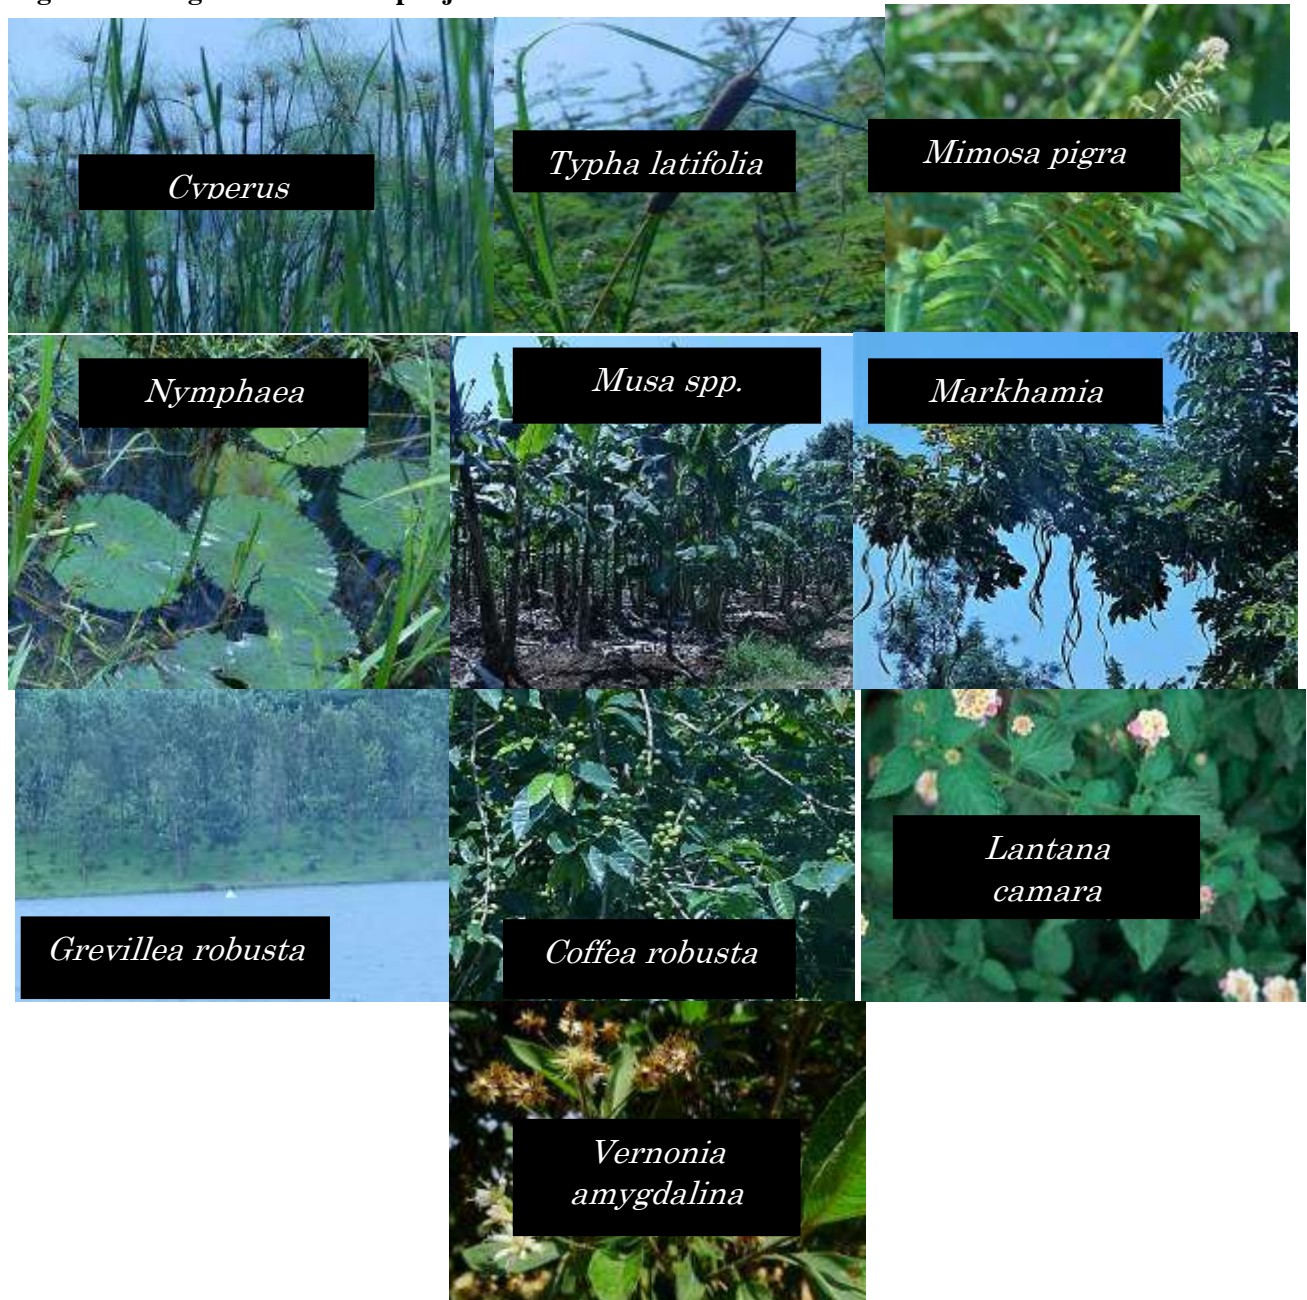 Cyperus
Typha latifolia
Mimosa pigra
Nymphaea
Musa spp.
Markhamia
Grevillea robusta
Coffea robusta
Lantana
camara
Vernonia
amygdalina